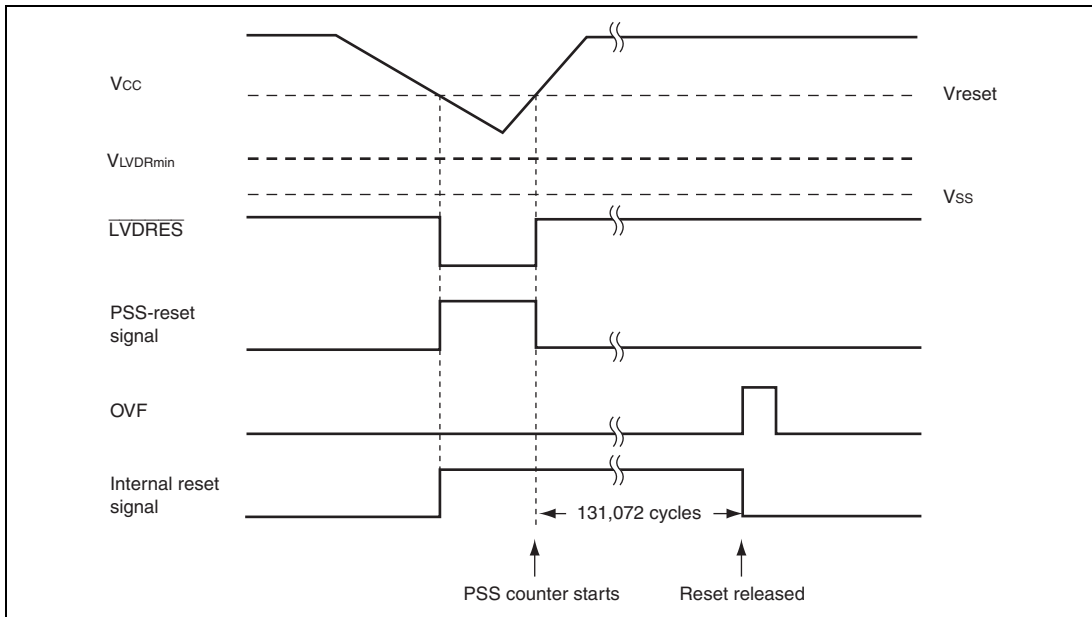 VCC
Vreset
VLVDRmin
VSS
LVDRES
PSS-reset
signal
OVF
Internal reset
signal
131,072 cycles
PSS counter starts
Reset released